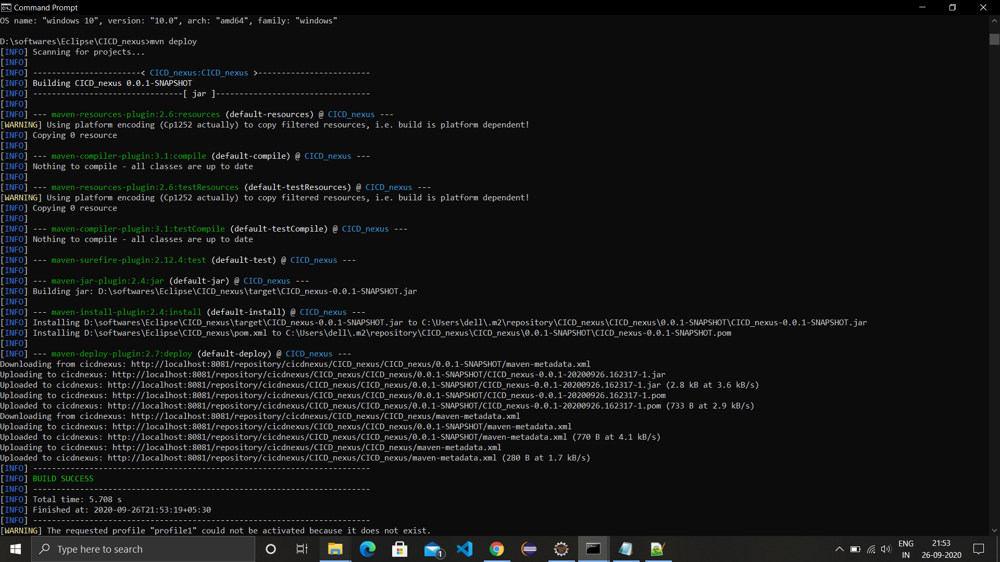 Command Prompt
OS name: "windows 10", version: "10.0", arch: "amd64", family: "windows"
D:\softwares\Eclipse\CICD_nexus>mvn deploy
[INFO] Scanning for projects...
[INFO]
[INFO] -----------------------< CICD_nexus:CICD_nexus >------------------------
[INFO] Building CICD_nexus 0.0.1-SNAPSHOT
[INFO] --------------------------------[ jar ]---------------------------------
[INFO]
[INFO] --- maven-resources-plugin:2.6:resources (default-resources) @ CICD_nexus ---
[WARNING] Using platform encoding (Cp1252 actually) to copy filtered resources, i.e. build is platform dependent!
[INFO] Copying 0 resource
[INFO]
[INFO] --- maven-compiler-plugin:3.1:compile (default-compile) @ CICD_nexus ---
[INFO] Nothing to compile - all classes are up to date
[INFO]
[INFO] --- maven-resources-plugin:2.6:testResources (default-testResources) @ CICD_nexus ---
[WARNING] Using platform encoding (Cp1252 actually) to copy filtered resources, i.e. build is platform dependent!
[INFO] Copying 0 resource
[INFO]
[INFO] --- maven-compiler-plugin:3.1:testCompile (default-testCompile) @ CICD_nexus ---
[INFO] Nothing to compile - all classes are up to date
[INFO]
[INFO] --- maven-surefire-plugin:2.12.4:test (default-test) @ CICD_nexus ---
[INFO]
[INFO] --- maven-jar-plugin:2.4:jar (default-jar) @ CICD_nexus ---
[INFO] Building jar: D:\softwares\Eclipse\CICD_nexus\target\CICD_nexus-0.0.1-SNAPSHOT.jar
[INFO]
[INFO] --- maven-install-plugin:2.4:install (default-install) @ CICD_nexus ---
[INFO] Installing D:\softwares\Eclipse\CICD_nexus\target\CICD_nexus-0.0.1-SNAPSHOT.jar to C:\Users\dell\.m2\repository\CICD_nexus\CICD_nexus\0.0.1-SNAPSHOT\CICD_nexus-0.0.1-SNAPSHOT.jar
[INFO] Installing D:\softwares\Eclipse\CICD_nexus\pom.xml to C:\Users\dell\.m2\repository\CICD_nexus\CICD_nexus\0.0.1-SNAPSHOT\CICD_nexus-0.0.1-SNAPSHOT.pom
[INFO]
[INFO] --- maven-deploy-plugin:2.7:deploy (default-deploy) @ CICD_nexus ---
Downloading from cicdnexus: http://localhost:8081/repository/cicdnexus/CICD_nexus/CICD_nexus/0.0.1-SNAPSHOT/maven-metadata.xml
Uploading to cicdnexus: http://localhost:8081/repository/cicdnexus/CICD_nexus/CICD_nexus/0.0.1-SNAPSHOT/CICD_nexus-0.0.1-20200926.162317-1.jar
Uploaded to cicdnexus: http://localhost:8081/repository/cicdnexus/CICD_nexus/CICD_nexus/0.0.1-SNAPSHOT/CICD_nexus-0.0.1-20200926.162317-1.jar (2.8 kB at 3.6 kB/s)
Uploading to cicdnexus: http://localhost:8081/repository/cicdnexus/CICD_nexus/CICD_nexus/0.0.1-SNAPSHOT/CICD_nexus-0.0.1-20200926.162317-1.pom
Uploaded to cicdnexus: http://localhost:8081/repository/cicdnexus/CICD_nexus/CICD_nexus/0.0.1-SNAPSHOT/CICD_nexus-0.0.1-20200926.162317-1.pom (733 B at 2.9 kB/s)
Downloading from cicdnexus: http://localhost:8081/repository/cicdnexus/CICD_nexus/CICD_nexus/maven-metadata.xml
Uploading to cicdnexus: http://localhost:8081/repository/cicdnexus/CICD_nexus/CICD_nexus/0.0.1-SNAPSHOT/maven-metadata.xml
Uploaded to cicdnexus: http://localhost:8081/repository/cicdnexus/CICD_nexus/CICD_nexus/0.0.1-SNAPSHOT/maven-metadata.xml (770 B at 4.1 kB/s)
Uploading to cicdnexus: http://localhost:8081/repository/cicdnexus/CICD_nexus/CICD_nexus/maven-metadata.xml
Uploaded to cicdnexus: http://localhost:8081/repository/cicdnexus/CICD_nexus/CICD_nexus/maven-metadata.xml (280 B at 1.7 kB/s)
[INFO] ------------------------------------------------------------------------
[INFO] BUILD SUCCESS
[INFO] ------------------------------------------------------------------------
[INFO] Total time: 5.708 s
[INFO] Finished at: 2020-09-26T21:53:19+05:30
[INFO] ------------------------------------------------------------------------
[WARNING] The requested profile "profile1" could not be activated because it does not exist.
Type here to search
1
ENG
IN
21:53
26-09-2020